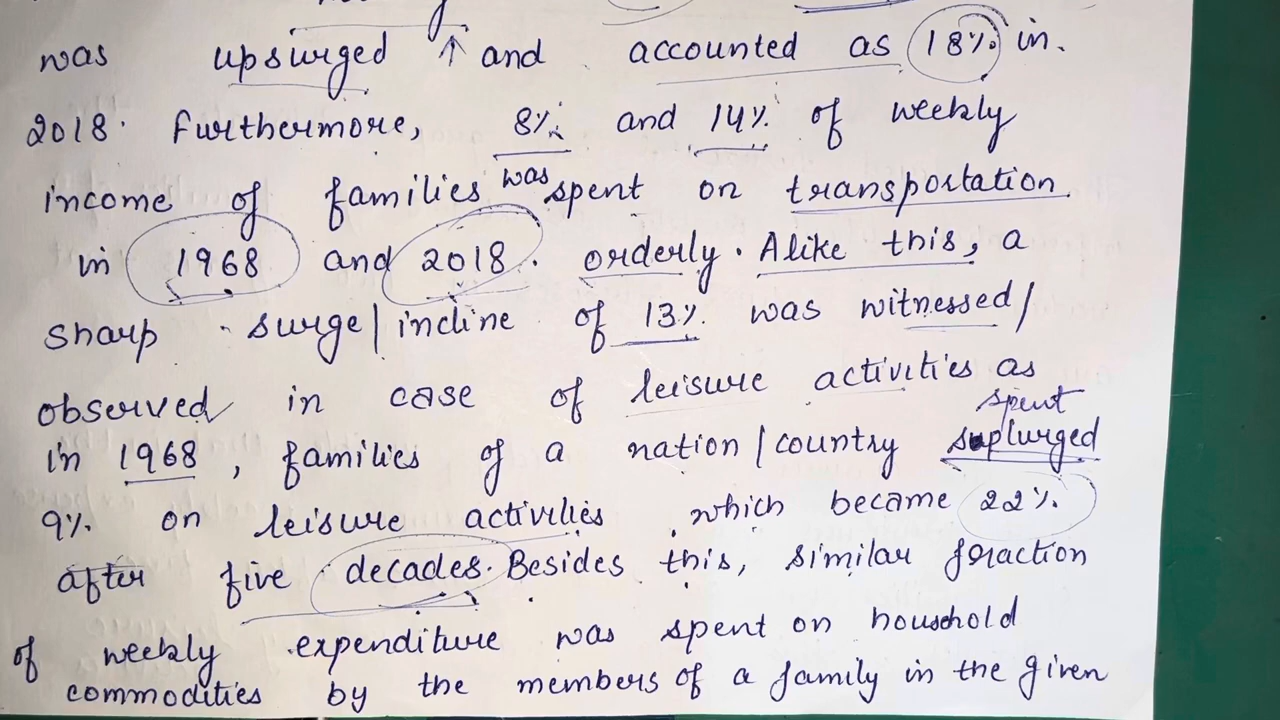 was upsurged ↑ and accounted as 18% in
2018. Furthermore, 8% and 14% of weekly
income of families was spent on transportation
in 1968 and 2018. orderly. Alike this, a
sharp surge/incline of 13% was witnessed/
observed in case of leisure activities as
spent
in 1968, families of a nation/country suplurged
9% on leisure activities which became 22%
after five decades. Besides this, similar fraction
of weekly expenditure was spent on household
commodities by the members of a family in the given